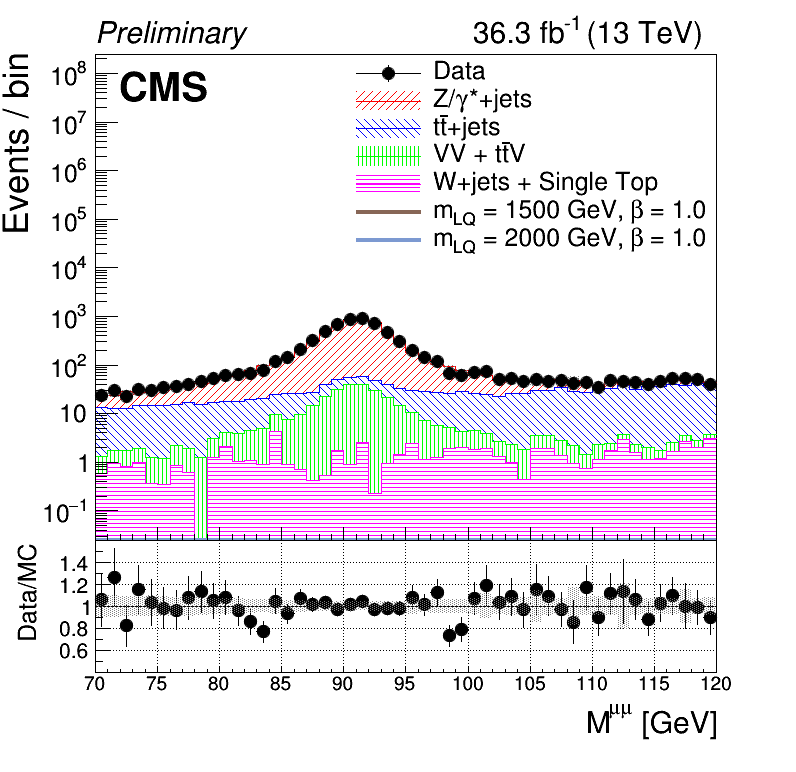 Preliminary 36.3 fb⁻¹ (13 TeV)
CMS
Events / bin
10⁸
10⁷
10⁶
10⁵
10⁴
10³
10²
10
1
10⁻¹
Data
Z/γ*+jets
tt̄+jets
VV + tt̄V
W+jets + Single Top
m_LQ = 1500 GeV, β = 1.0
m_LQ = 2000 GeV, β = 1.0
Data/MC
1.4
1.2
1
0.8
0.6
70 75 80 85 90 95 100 105 110 115 120
M^μμ [GeV]